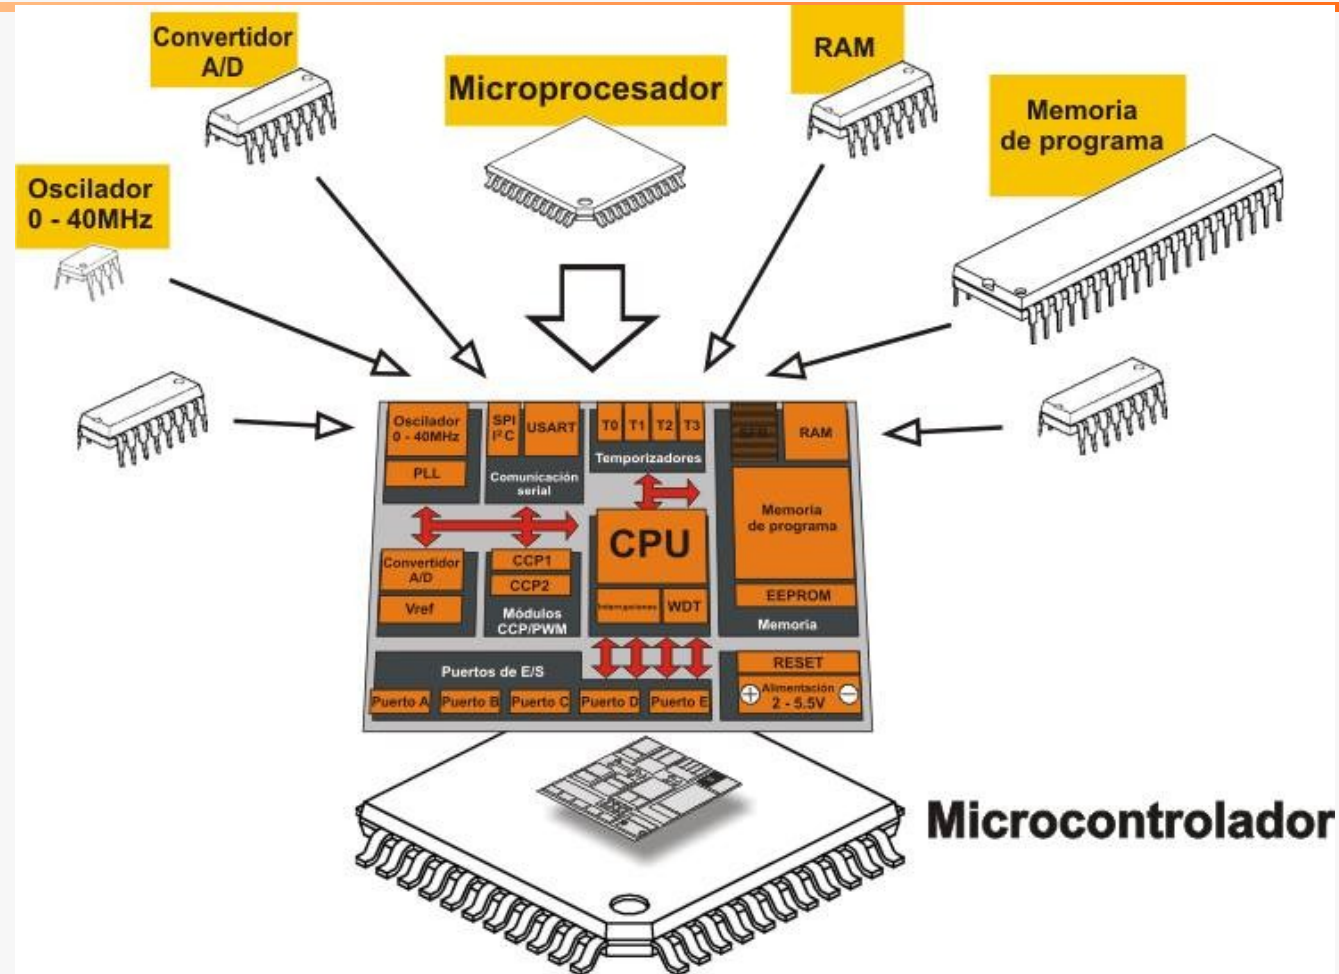 Convertidor
A/D
Microprocesador
RAM
Memoria
de programa
Oscilador
0 - 40MHz
Oscilador
0 - 40MHz
PLL
SPI
I²C
USART
Comunicación
serial
T0 T1 T2 T3
Temporizadores
RAM
Memoria
de programa
EEPROM
Memoria
CPU
Interrupciones
WDT
Convertidor
A/D
Vref
CCP1
CCP2
Módulos
CCP/PWM
Puertos de E/S
Puerto A Puerto B Puerto C Puerto D Puerto E
RESET
+ Alimentación −
2 - 5.5V
Microcontrolador